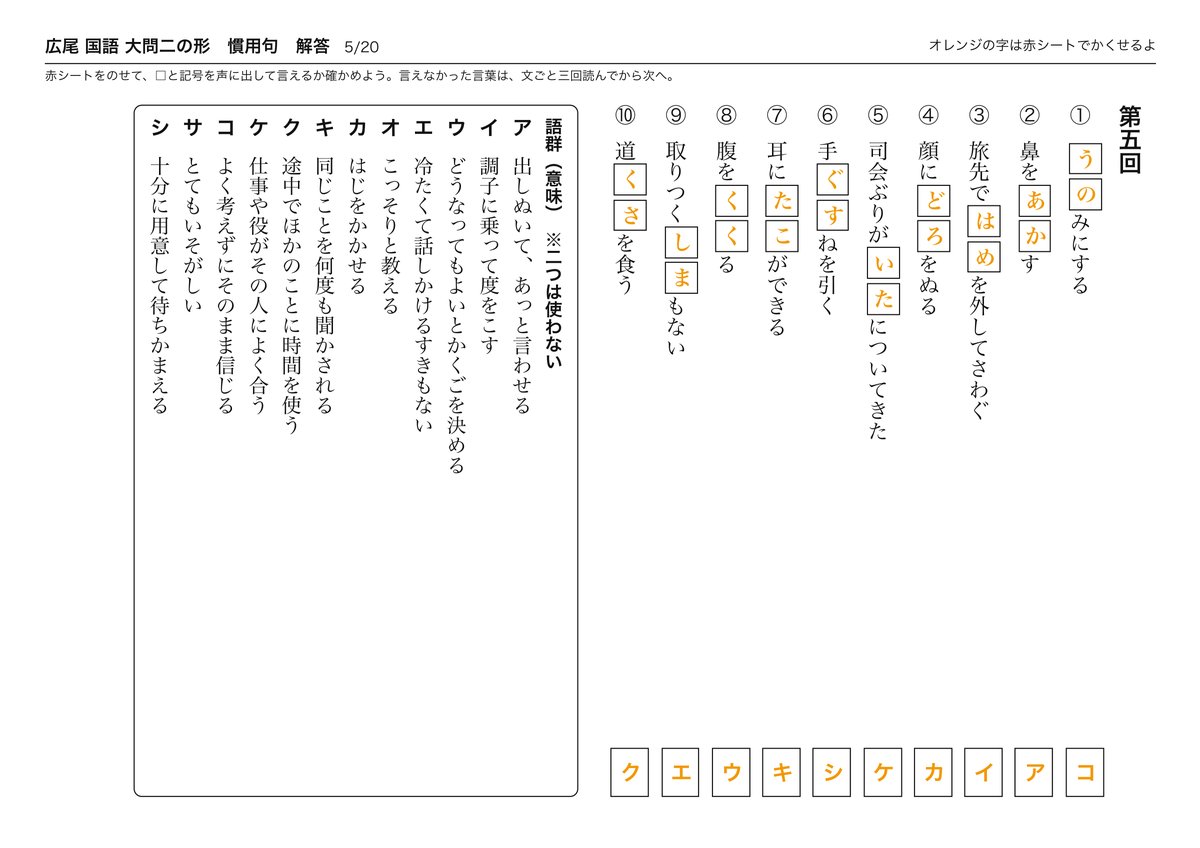 広尾 国語 大問二の形　慣用句　解答　5/20
オレンジの字は赤シートでかくせるよ
赤シートをのせて、□と記号を声に出して言えるか確かめよう。言えなかった言葉は、文ごと三回読んでから次へ。
第五回
① うのみにする　コ
② 鼻をあかす　ア
③ 旅先ではめを外してさわぐ　イ
④ 顔にどろをぬる　カ
⑤ 司会ぶりがいたについてきた　ケ
⑥ 手ぐすねを引く　シ
⑦ 耳にたこができる　キ
⑧ 腹をくくる　ウ
⑨ 取りつくしまもない　エ
⑩ 道くさを食う　ク
語群（意味）　※二つは使わない
ア　出しぬいて、あっと言わせる
イ　調子に乗って度をこす
ウ　どうなってもよいとかくごを決める
エ　冷たくて話しかけるすきもない
オ　こっそりと教える
カ　はじをかかせる
キ　同じことを何度も聞かされる
ク　途中でほかのことに時間を使う
ケ　仕事や役がその人によく合う
コ　よく考えずにそのまま信じる
サ　とてもいそがしい
シ　十分に用意して待ちかまえる